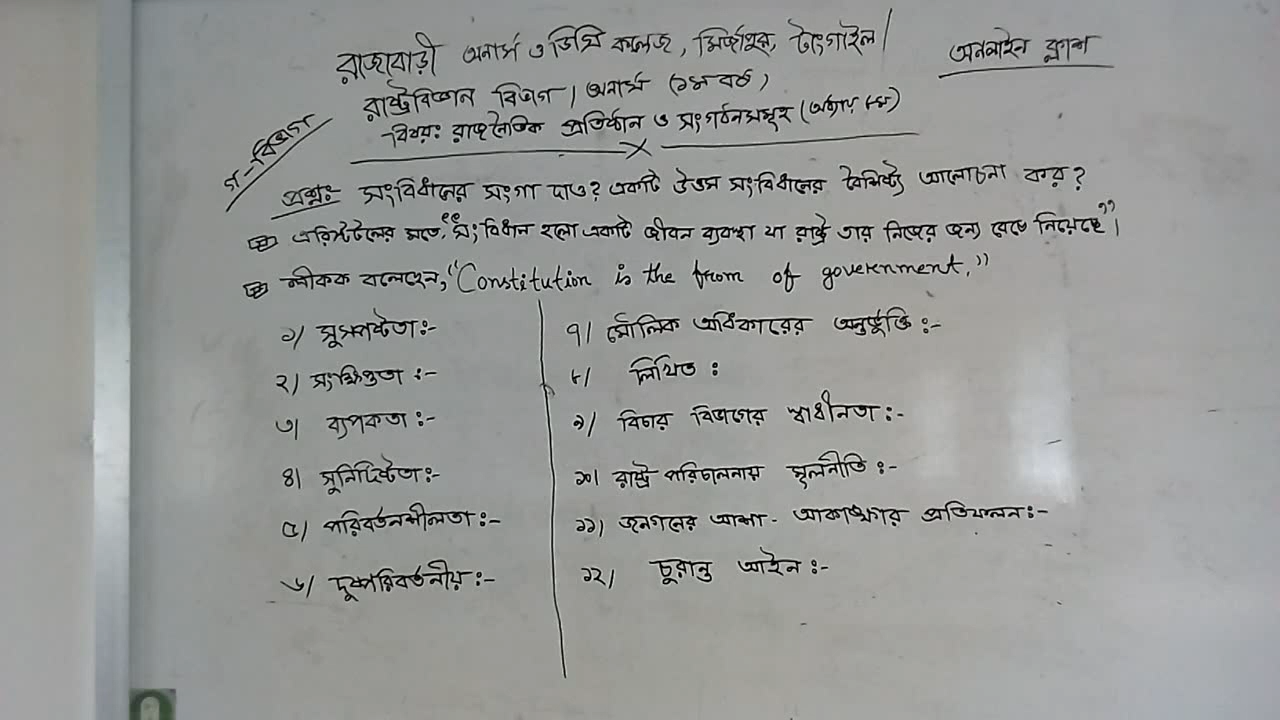 রাজাবাড়ী অনার্স ও ডিগ্রি কলেজ, মির্জাপুর, টাংগাইল।
অনলাইন ক্লাশ
রাষ্ট্রবিজ্ঞান বিভাগ। অনার্স (১ম বর্ষ)
বিষয়: রাজনৈতিক প্রতিষ্ঠান ও সংগঠনসমূহ (অধ্যায় ৮ম)
গ-বিভাগ
প্রশ্ন: সংবিধানের সংগা দাও? একটি উত্তম সংবিধানের বৈশিষ্ট্য আলোচনা কর?
এরিস্টটলের মতে, "সংবিধান হলো একটি জীবন ব্যবস্থা যা রাষ্ট্র তার নিজের জন্য বেছে নিয়েছে"।
লীকক বলেছেন, "Constitution is the from of government."
১/ সুস্পষ্টতা:-
২/ সংক্ষিপ্ততা:-
৩/ ব্যপকতা:-
৪/ সুনির্দিষ্টতা:-
৫/ পরিবর্তনশীলতা:-
৬/ দুষ্পরিবর্তনীয়:-
৭/ মৌলিক অধিকারের অন্তর্ভুক্তি:-
৮/ লিখিত:
৯/ বিচার বিভাগের স্বাধীনতা:-
১০/ রাষ্ট্র পরিচালনায় মূলনীতি:-
১১/ জনগনের আশা-আকাঙ্ক্ষার প্রতিফলন:-
১২/ চুরান্ত আইন:-